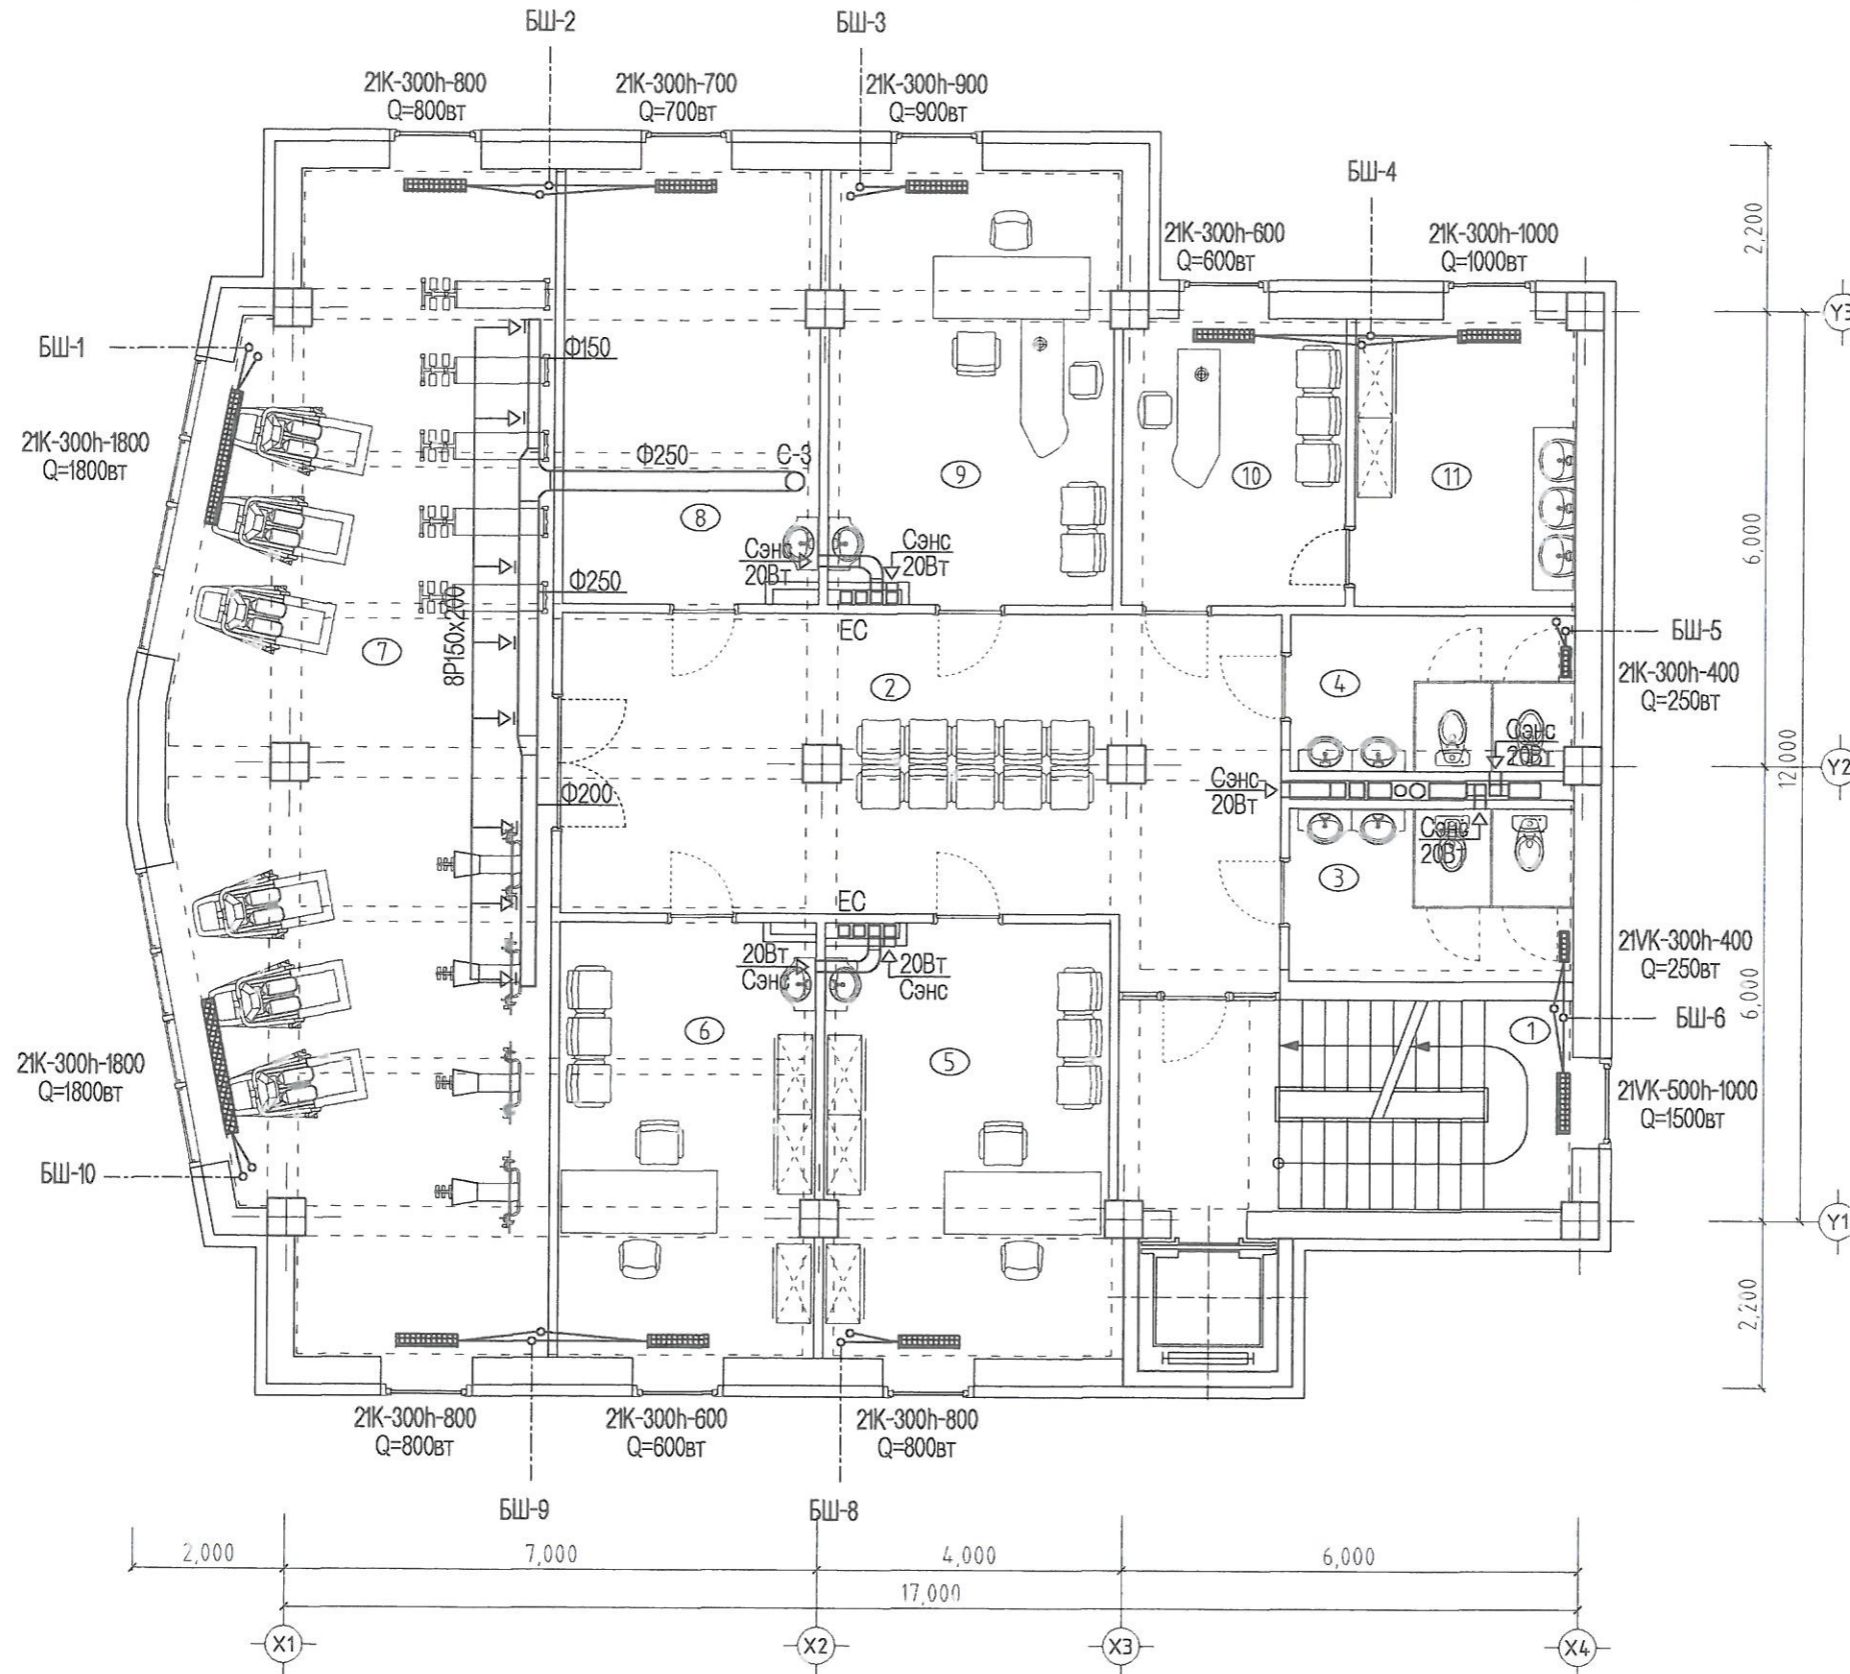 БШ-2
БШ-3
21К-300h-800
Q=800вт
21К-300h-700
Q=700вт
21К-300h-900
Q=900вт
БШ-4
21К-300h-600
Q=600вт
21К-300h-1000
Q=1000вт
2,200
Y3
БШ-1
Ф150
21К-300h-1800
Q=1800вт
Ф250
С-3
9
10
11
8
Сэнс
20Вт
Сэнс
20Вт
6,000
Ф250
8Р150х200
7
ЕС
2
4
БШ-5
21К-300h-400
Q=250вт
Сэнс
20Вт
Сэнс
20Вт
12,000
Y2
Ф200
Сэнс
20Вт
3
ЕС
20Вт
Сэнс
20Вт
Сэнс
21VК-300h-400
Q=250вт
6,000
6
5
1
БШ-6
21К-300h-1800
Q=1800вт
21VК-500h-1000
Q=1500вт
БШ-10
Y1
2,200
21К-300h-800
Q=800вт
21К-300h-600
Q=600вт
21К-300h-800
Q=800вт
БШ-9
БШ-8
2,000
7,000
4,000
6,000
17,000
X1
X2
X3
X4